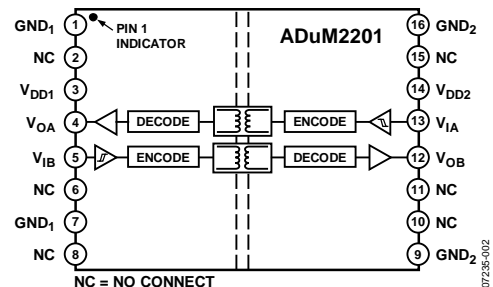 GND1 1 PIN 1 INDICATOR ADuM2201 16 GND2
NC 2 15 NC
VDD1 3 14 VDD2
VOA 4 DECODE ENCODE 13 VIA
VIB 5 ENCODE DECODE 12 VOB
NC 6 11 NC
GND1 7 10 NC
NC 8 9 GND2
NC = NO CONNECT
07235-002